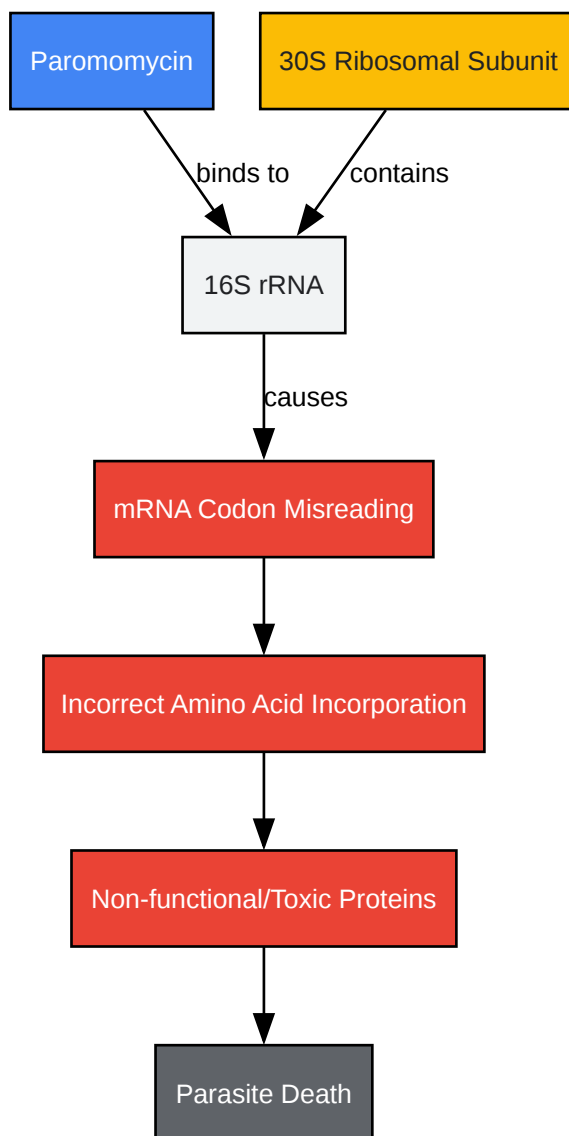 Paromomycin
30S Ribosomal Subunit
binds to
contains
16S rRNA
causes
mRNA Codon Misreading
Incorrect Amino Acid Incorporation
Non-functional/Toxic Proteins
Parasite Death